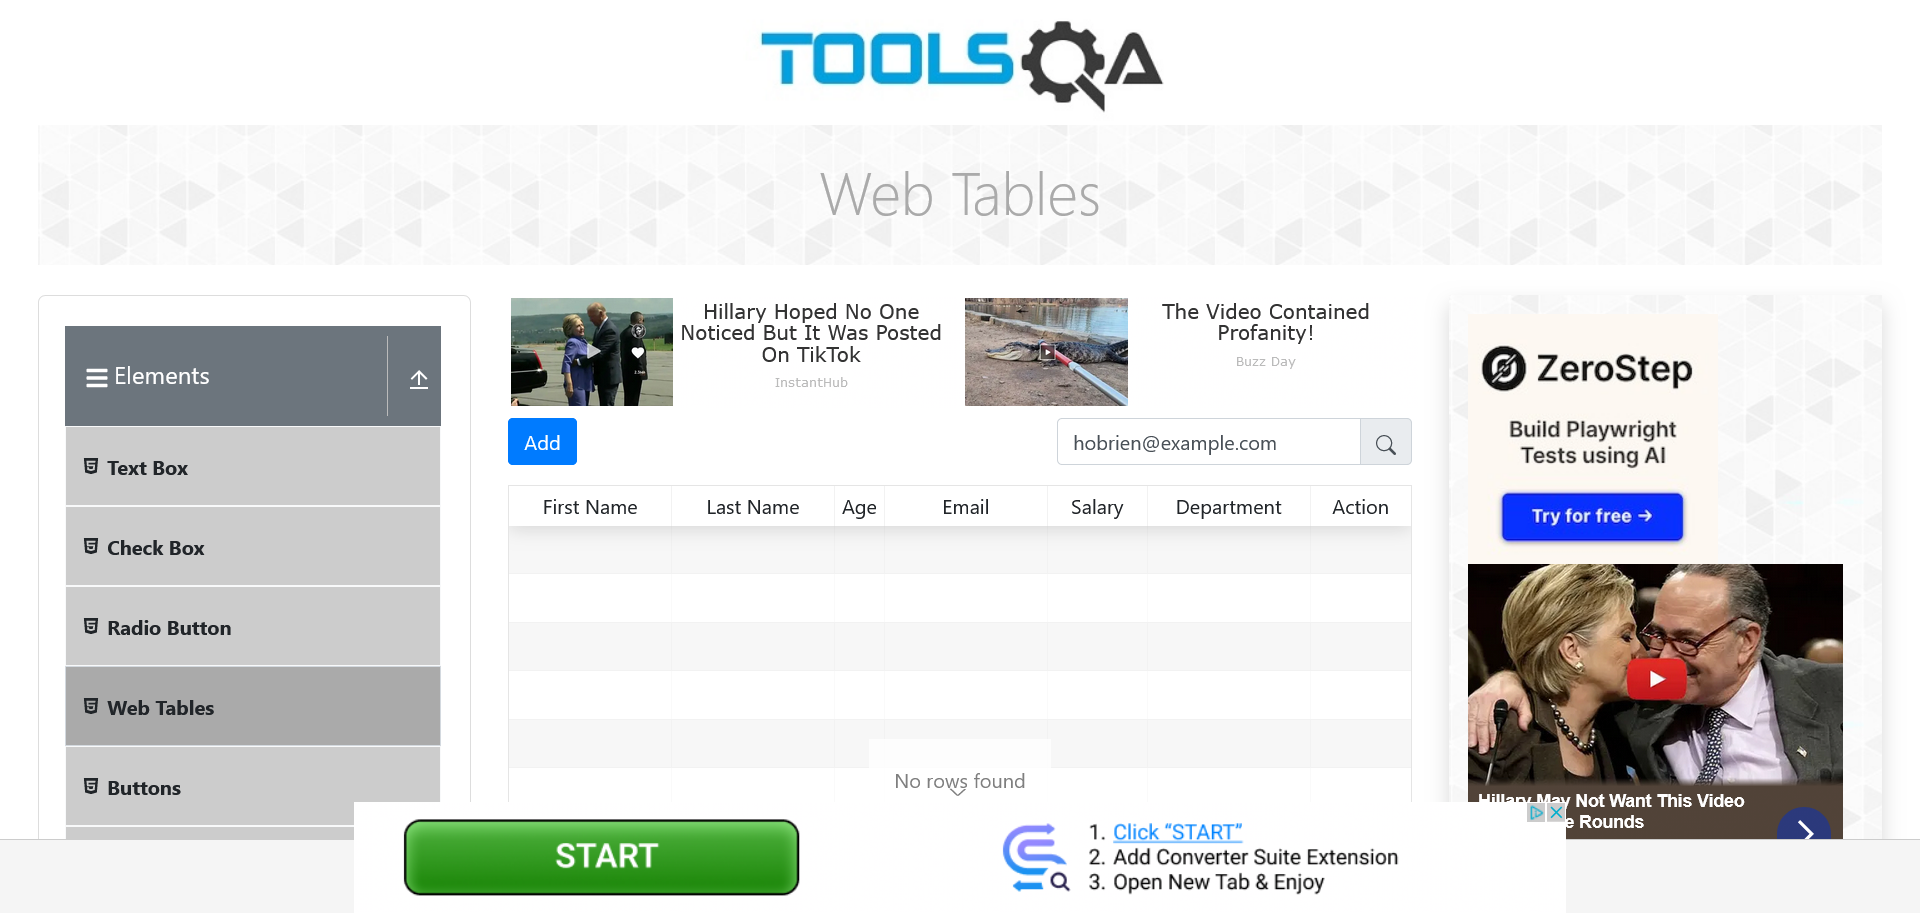 TOOLSQA
Web Tables
Elements
Text Box
Check Box
Radio Button
Web Tables
Buttons
Hillary Hoped No One
Noticed But It Was Posted
On TikTok
InstantHub
The Video Contained
Profanity!
Buzz Day
Add
hobrien@example.com
First Name Last Name Age Email Salary Department Action
No rows found
ZeroStep
Build Playwright
Tests using AI
Try for free →
Hillary May Not Want This Video
e Rounds
START
1. Click “START”
2. Add Converter Suite Extension
3. Open New Tab & Enjoy